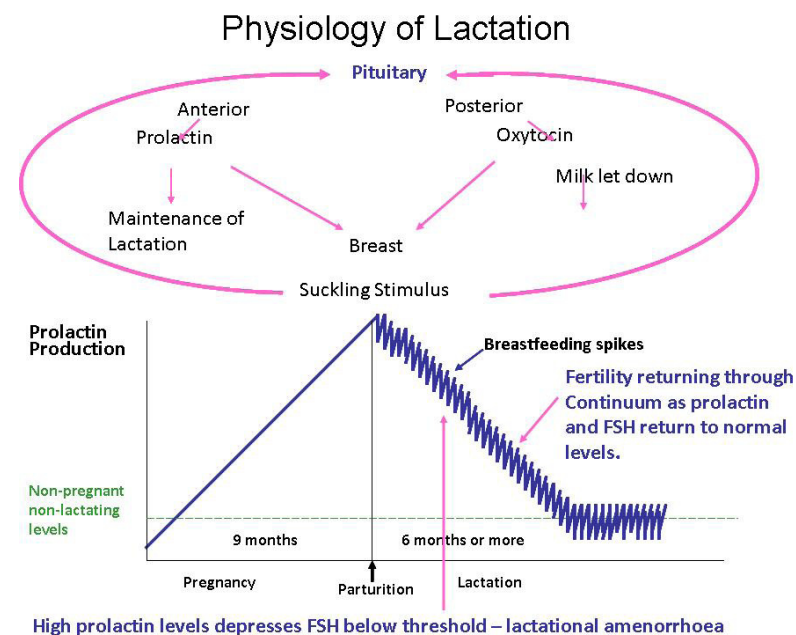 Physiology of Lactation
Pituitary
Anterior
Prolactin
Posterior
Oxytocin
Milk let down
Maintenance of
Lactation
Breast
Suckling Stimulus
Prolactin
Production
Breastfeeding spikes
Fertility returning through
Continuum as prolactin
and FSH return to normal
levels.
Non-pregnant
non-lactating
levels
9 months
6 months or more
Pregnancy
Parturition
Lactation
High prolactin levels depresses FSH below threshold – lactational amenorrhoea